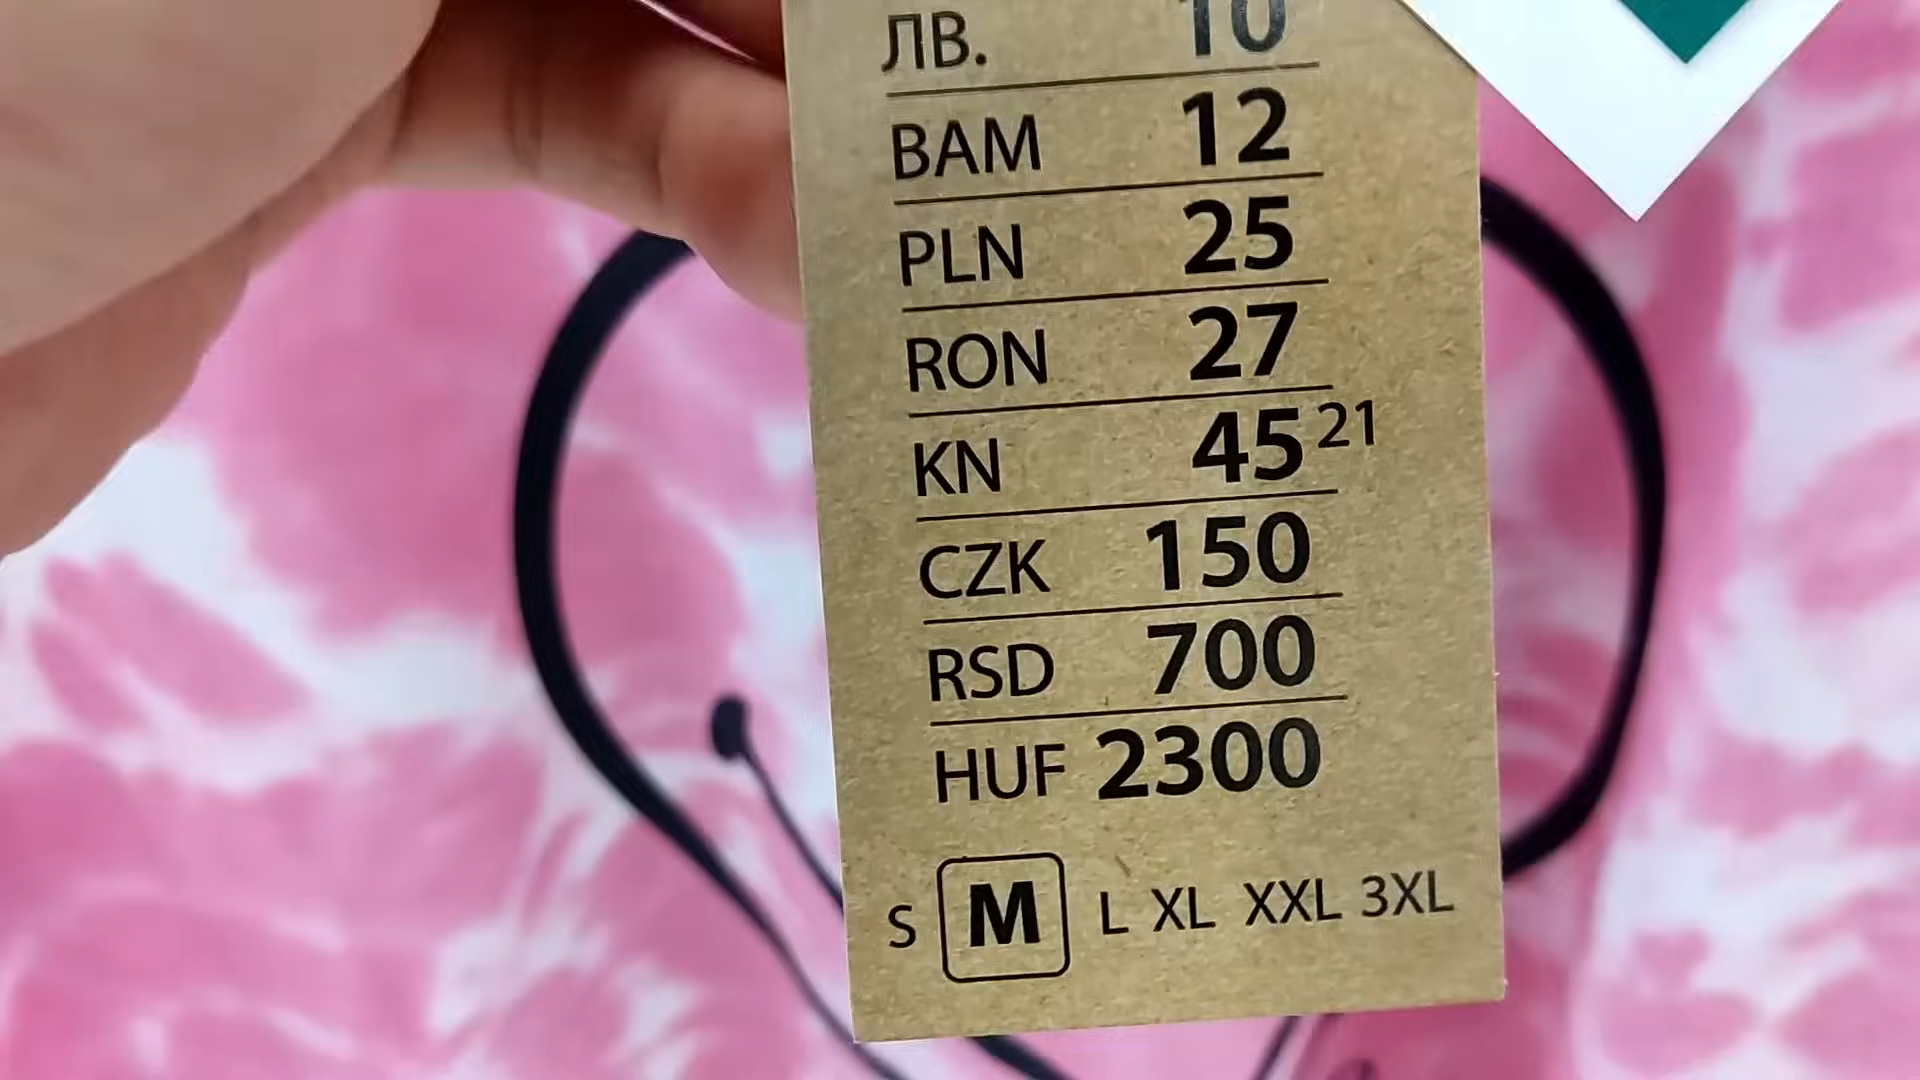 ЛВ. 10
BAM 12
PLN 25
RON 27
KN 45 21
CZK 150
RSD 700
HUF 2300
S M L XL XXL 3XL